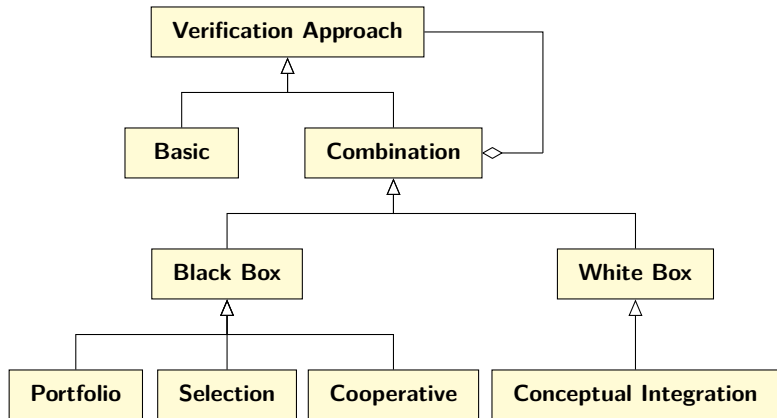 Verification Approach
Basic
Combination
Black Box
White Box
Portfolio
Selection
Cooperative
Conceptual Integration